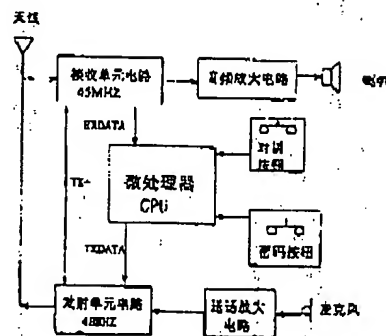 天线
接收单元电路
45MHZ
音频放大电路
RXDATA
对讲
按钮
微处理器
CPU
密码按钮
TXDATA
发射单元电路
48MHZ
送话放大
电路
麦克风